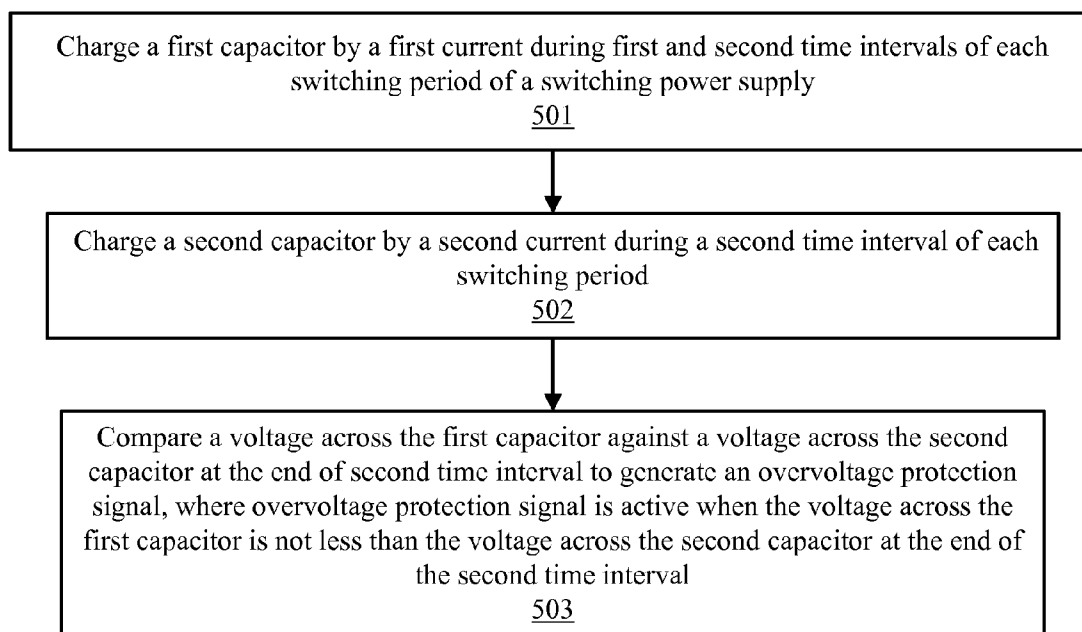 Charge a first capacitor by a first current during first and second time intervals of each
switching period of a switching power supply
501
Charge a second capacitor by a second current during a second time interval of each
switching period
502
Compare a voltage across the first capacitor against a voltage across the second
capacitor at the end of second time interval to generate an overvoltage protection
signal, where overvoltage protection signal is active when the voltage across the
first capacitor is not less than the voltage across the second capacitor at the end of
the second time interval
503